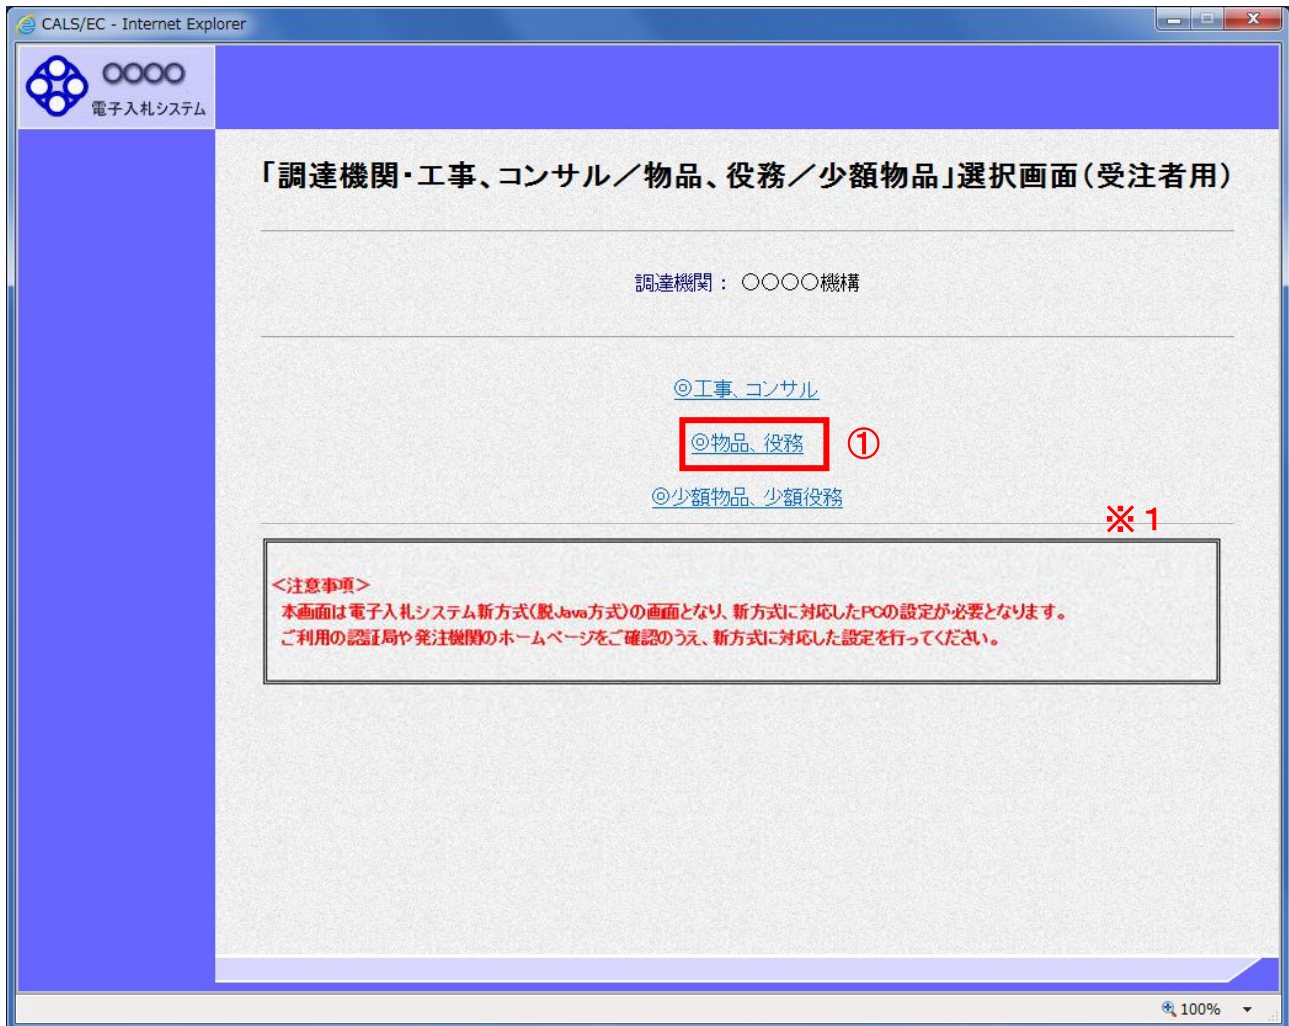 CALS/EC - Internet Explorer
○○○○
電子入札システム
「調達機関・工事、コンサル／物品、役務／少額物品」選択画面（受注者用）
調達機関： ○○○○機構
◎工事、コンサル
◎物品、役務 ①
◎少額物品、少額役務
※１
＜注意事項＞
本画面は電子入札システム新方式(脱Java方式)の画面となり、新方式に対応したPCの設定が必要となります。
ご利用の認証局や発注機関のホームページをご確認のうえ、新方式に対応した設定を行ってください。
100%